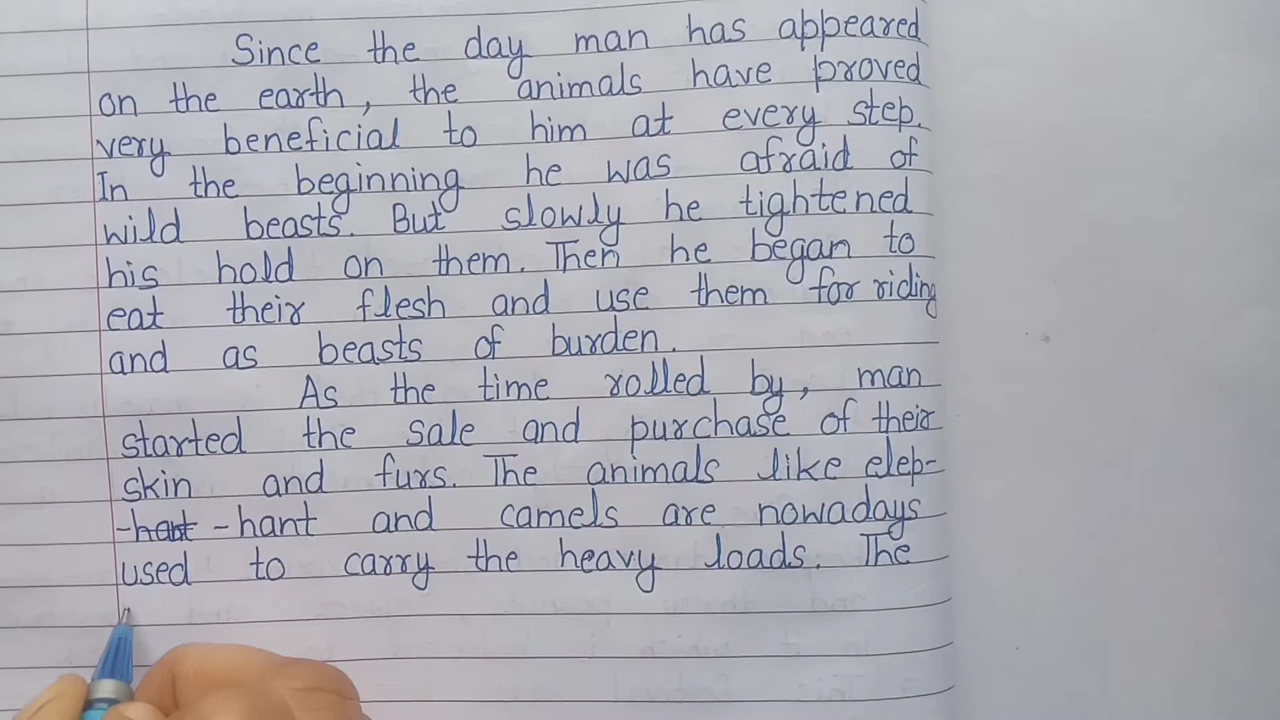 Since the day man has appeared
on the earth, the animals have proved
very beneficial to him at every step.
In the beginning he was afraid of
wild beasts. But slowly he tightened
his hold on them. Then he began to
eat their flesh and use them for riding
and as beasts of burden.
As the time rolled by, man
started the sale and purchase of their
skin and furs. The animals like elep-
-hant and camels are nowadays
used to carry the heavy loads. The